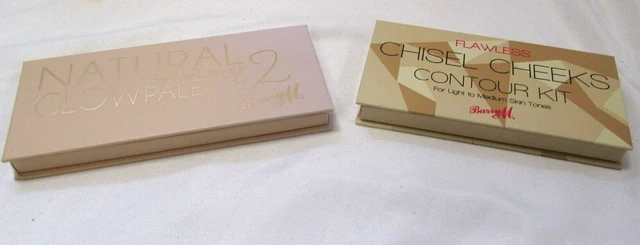 NATURAL
GLOW PALETTE 2
Barry M.
FLAWLESS
CHISEL CHEEKS
CONTOUR KIT
For Light to Medium Skin Tones
Barry M.